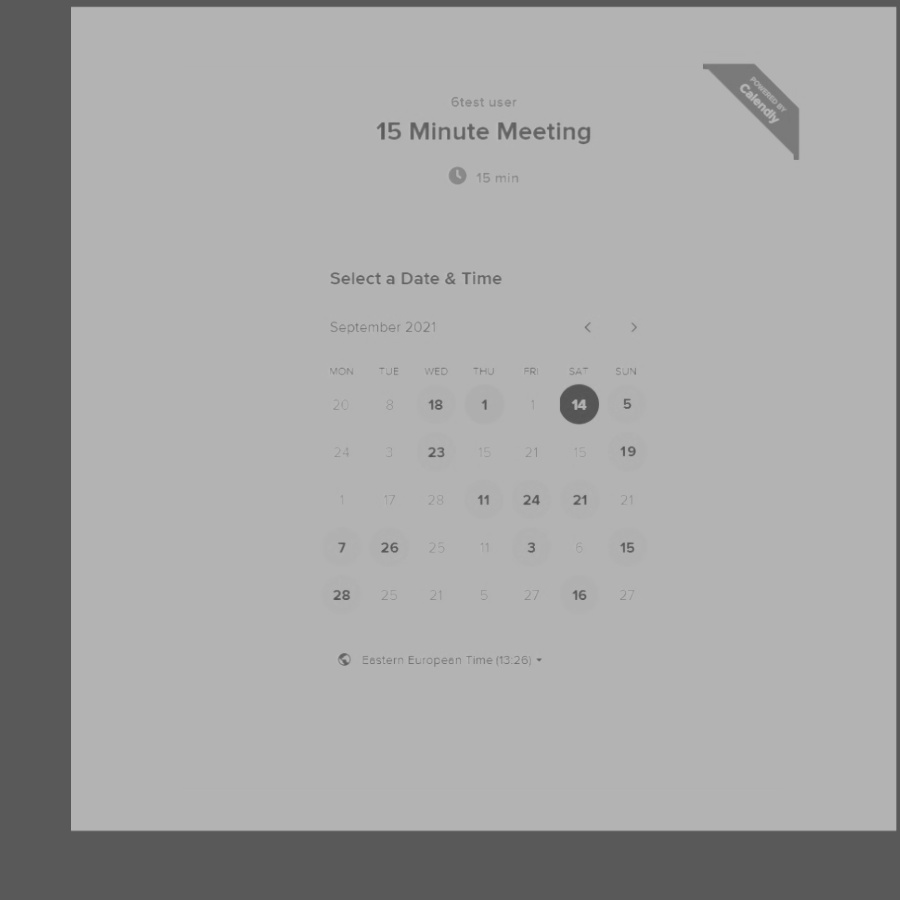 POWERED BY
Calendly
6test user
15 Minute Meeting
15 min
Select a Date & Time
September 2021
MON TUE WED THU FRI SAT SUN
20 8 18 1 1 14 5
24 3 23 15 21 15 19
1 17 28 11 24 21 21
7 26 25 11 3 6 15
28 25 21 5 27 16 27
Eastern European Time (13:26)